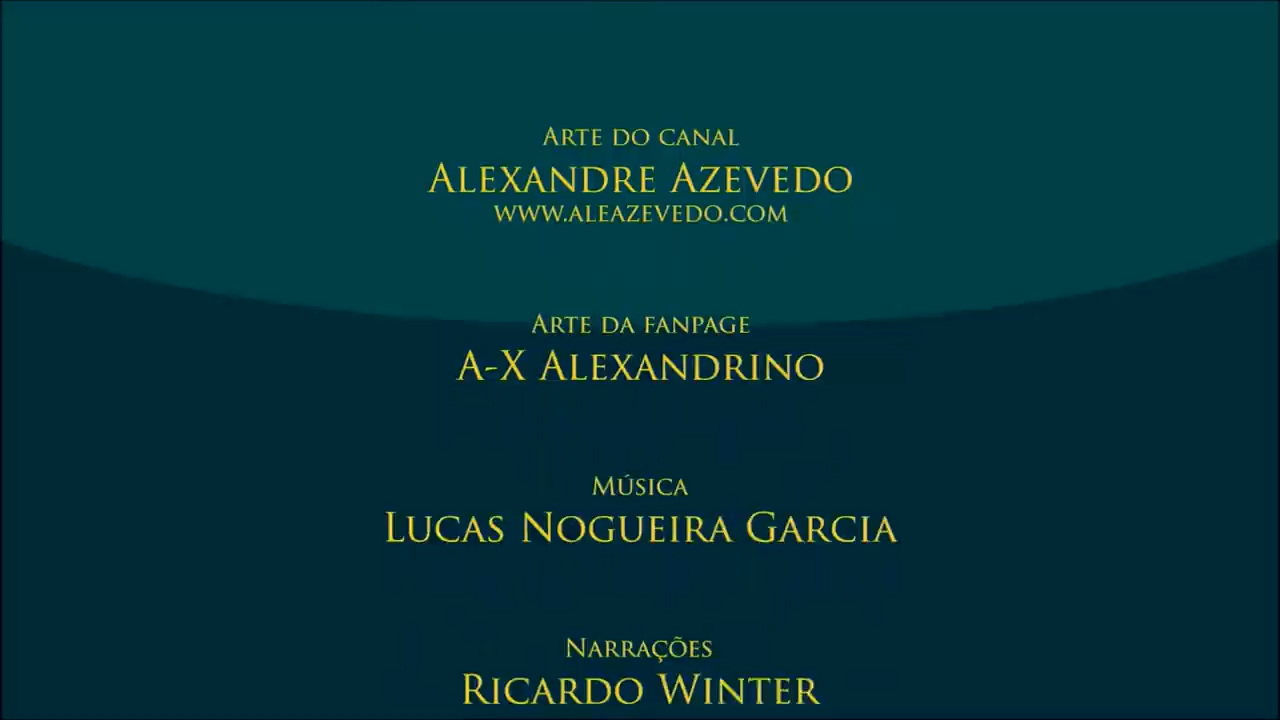 Arte do canal
Alexandre Azevedo
www.aleazevedo.com
Arte da fanpage
A-X Alexandrino
Música
Lucas Nogueira Garcia
Narrações
Ricardo Winter